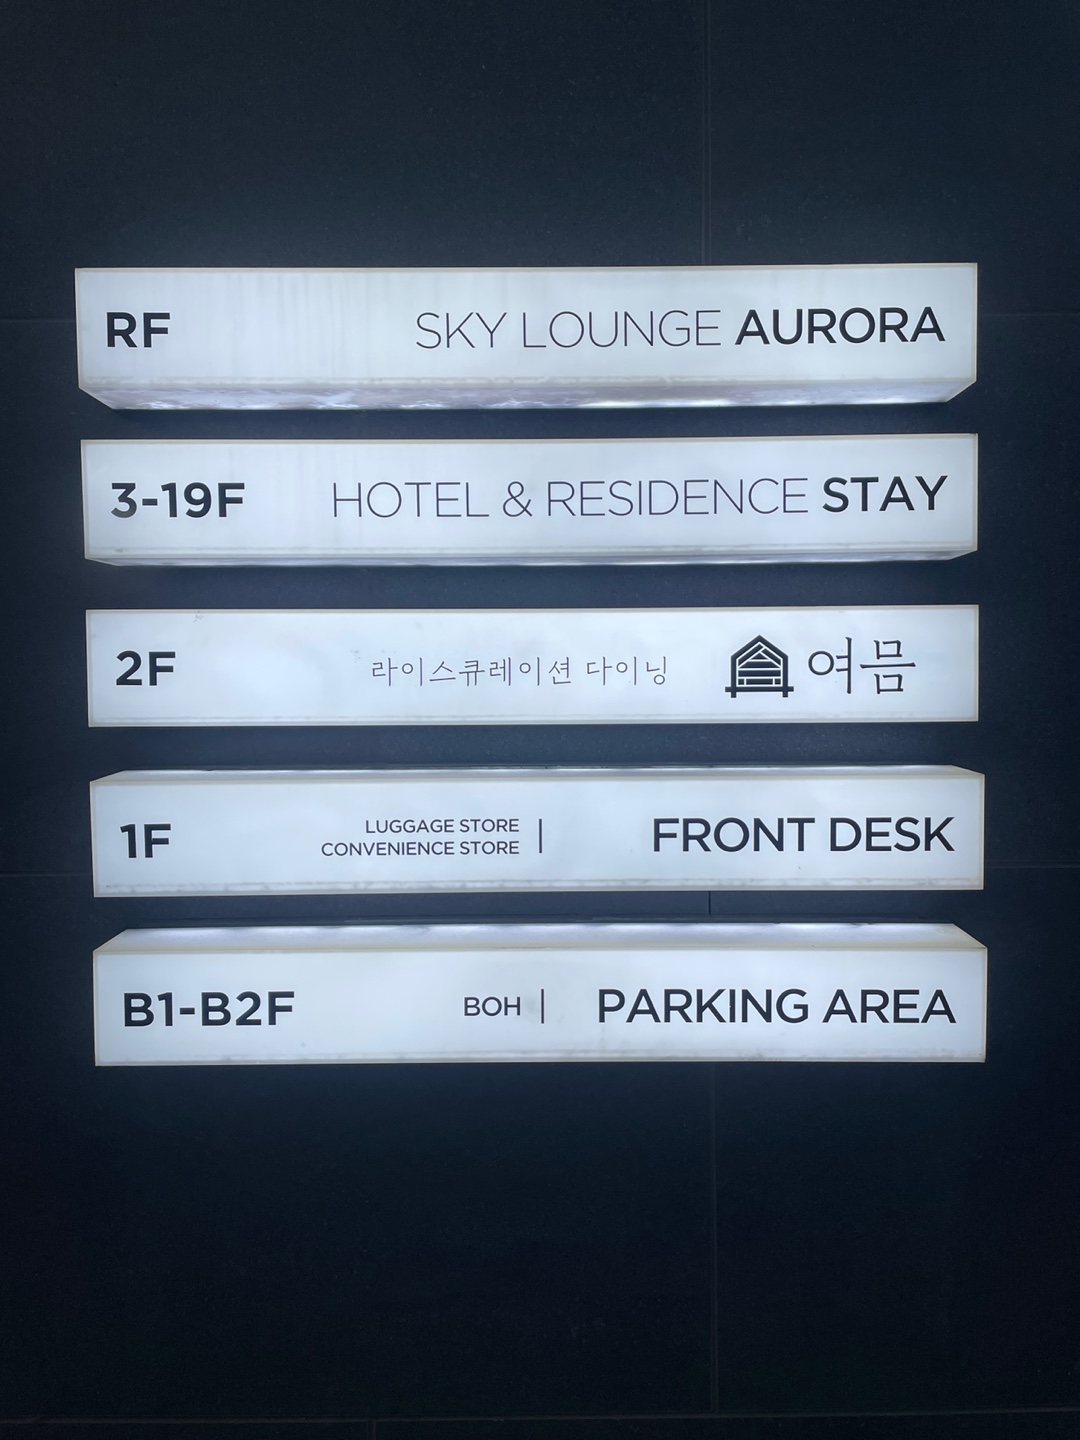 RF SKY LOUNGE AURORA
3-19F HOTEL & RESIDENCE STAY
2F 라이스큐레이션 다이닝 여믐
1F LUGGAGE STORE
CONVENIENCE STORE | FRONT DESK
B1-B2F BOH | PARKING AREA